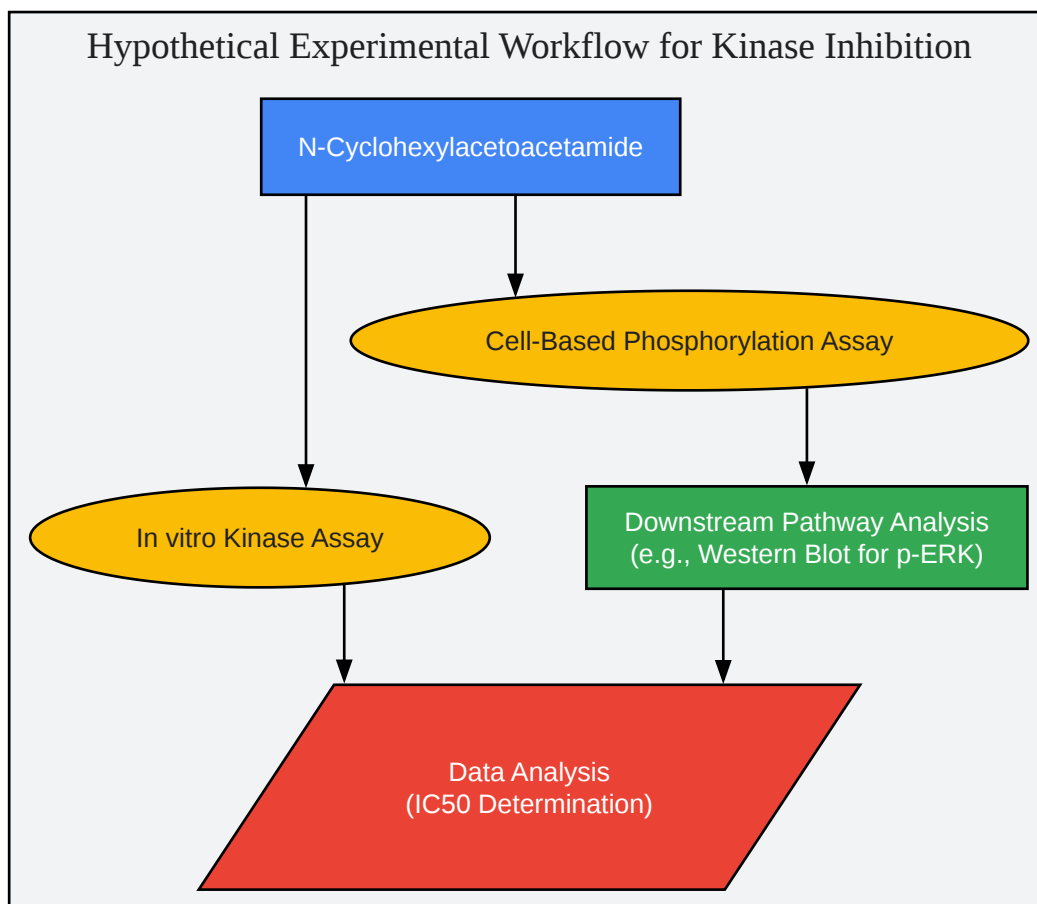 Hypothetical Experimental Workflow for Kinase Inhibition
N-Cyclohexylacetoacetamide
Cell-Based Phosphorylation Assay
In vitro Kinase Assay
Downstream Pathway Analysis
(e.g., Western Blot for p-ERK)
Data Analysis
(IC50 Determination)